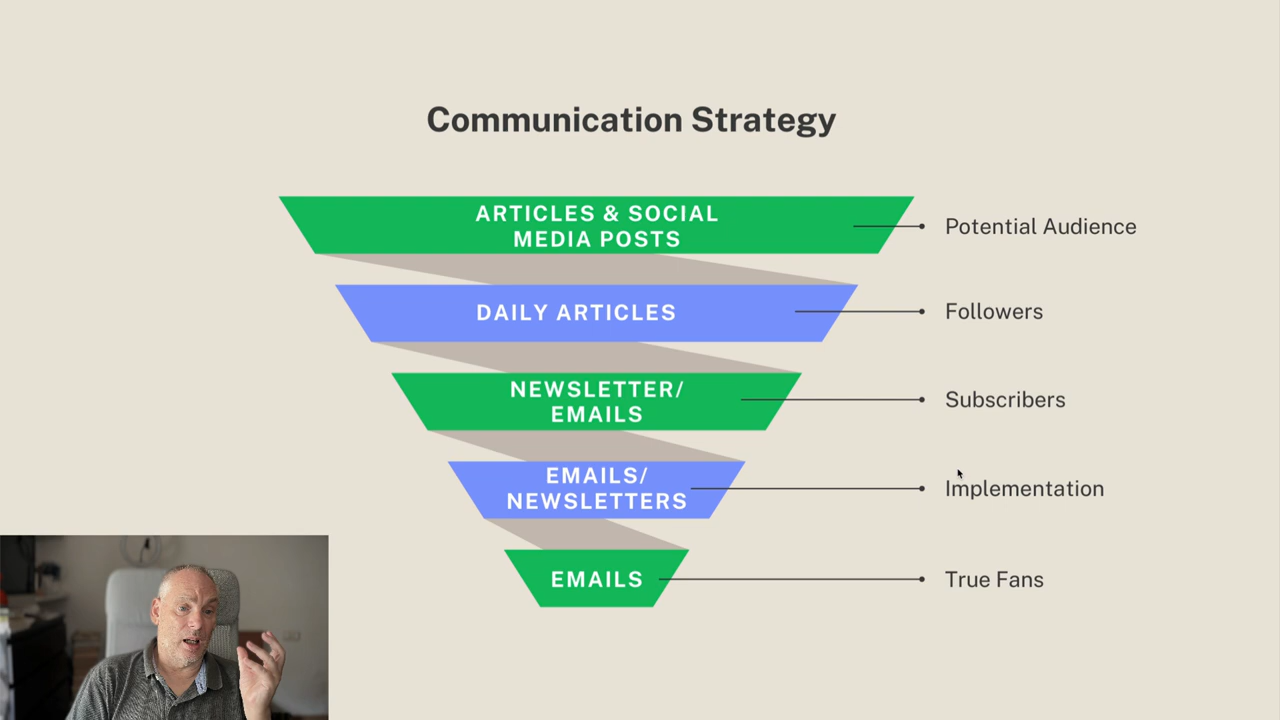 Communication Strategy
ARTICLES & SOCIAL
MEDIA POSTS
Potential Audience
DAILY ARTICLES
Followers
NEWSLETTER/
EMAILS
Subscribers
EMAILS/
NEWSLETTERS
Implementation
EMAILS
True Fans